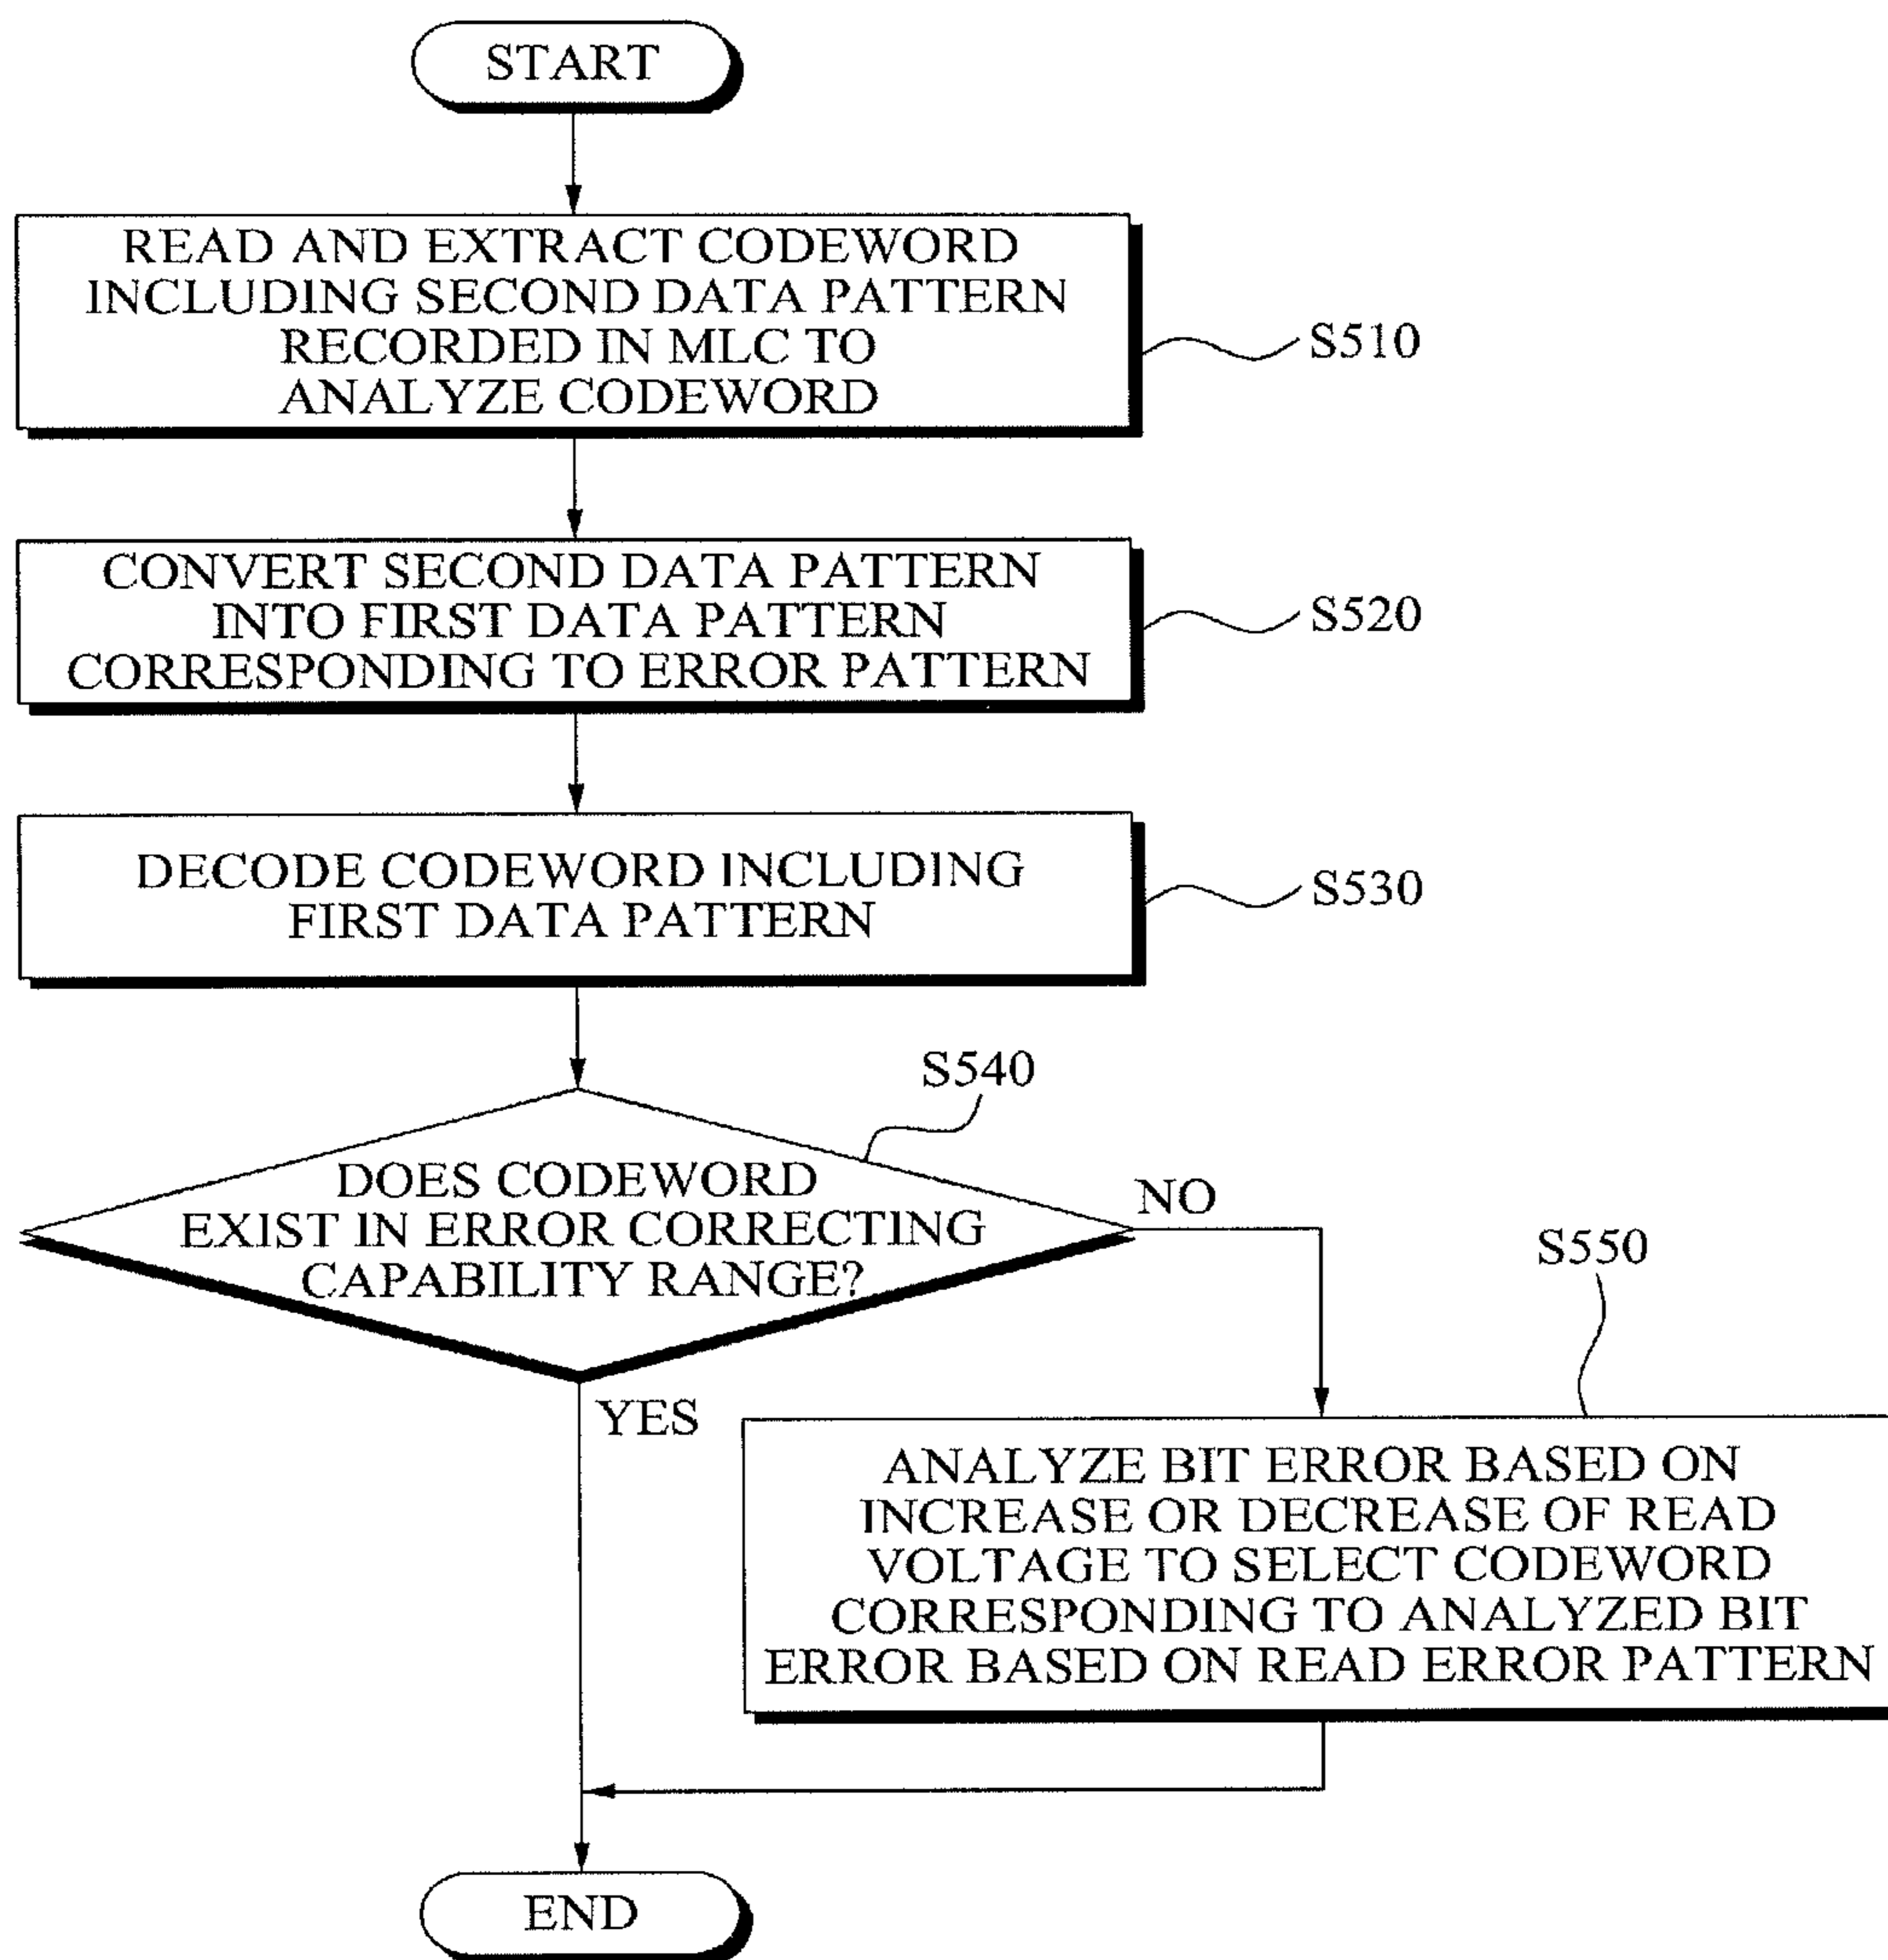 START
READ AND EXTRACT CODEWORD
INCLUDING SECOND DATA PATTERN
RECORDED IN MLC TO
ANALYZE CODEWORD
S510
CONVERT SECOND DATA PATTERN
INTO FIRST DATA PATTERN
CORRESPONDING TO ERROR PATTERN
S520
DECODE CODEWORD INCLUDING
FIRST DATA PATTERN
S530
S540
DOES CODEWORD
EXIST IN ERROR CORRECTING
CAPABILITY RANGE?
NO
YES
S550
ANALYZE BIT ERROR BASED ON
INCREASE OR DECREASE OF READ
VOLTAGE TO SELECT CODEWORD
CORRESPONDING TO ANALYZED BIT
ERROR BASED ON READ ERROR PATTERN
END